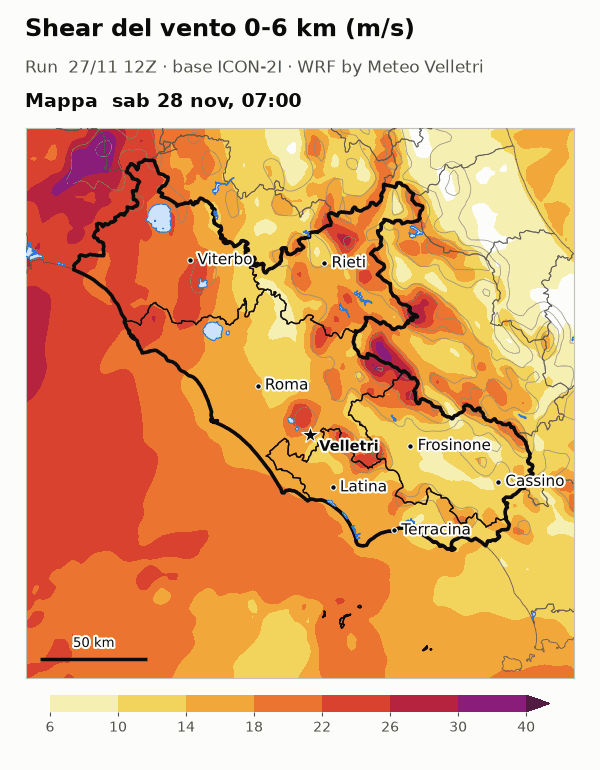 Shear del vento 0-6 km (m/s)
Run  27/11 12Z · base ICON-2I · WRF by Meteo Velletri
Mappa  sab 28 nov, 07:00
Viterbo
Rieti
Roma
Velletri
Frosinone
Cassino
Latina
Terracina
50 km
6 10 14 18 22 26 30 40